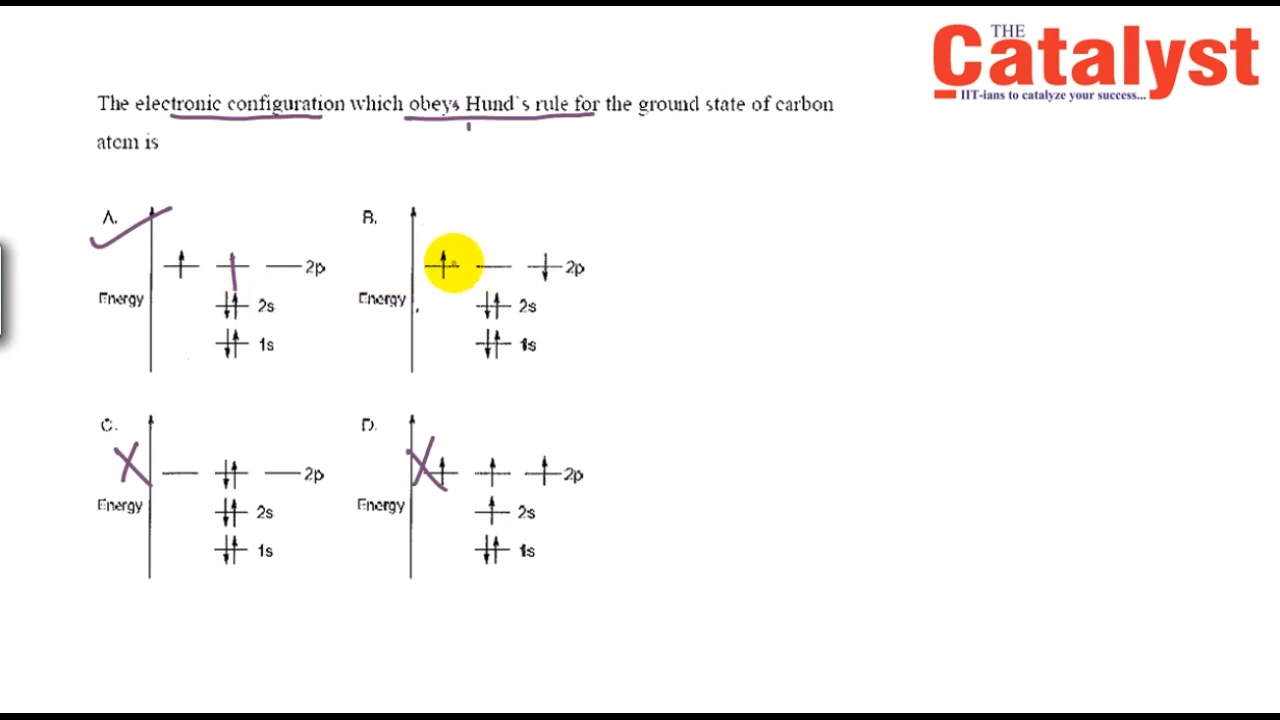 THE
Catalyst
IIT-ians to catalyze your success...
The electronic configuration which obeys Hund's rule for the ground state of carbon
atom is
A.
B.
2p
2p
Energy
Energy
2s
2s
1s
1s
C.
D.
2p
2p
Energy
Energy
2s
2s
1s
1s